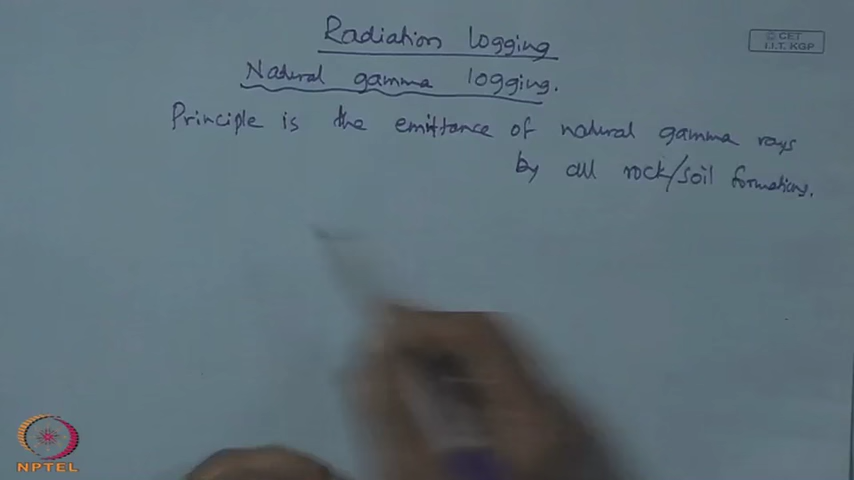 Radiation logging
© CET
I.I.T. KGP
Natural gamma logging.
Principle is the emittance of natural gamma rays
by all rock/soil formations.
NPTEL